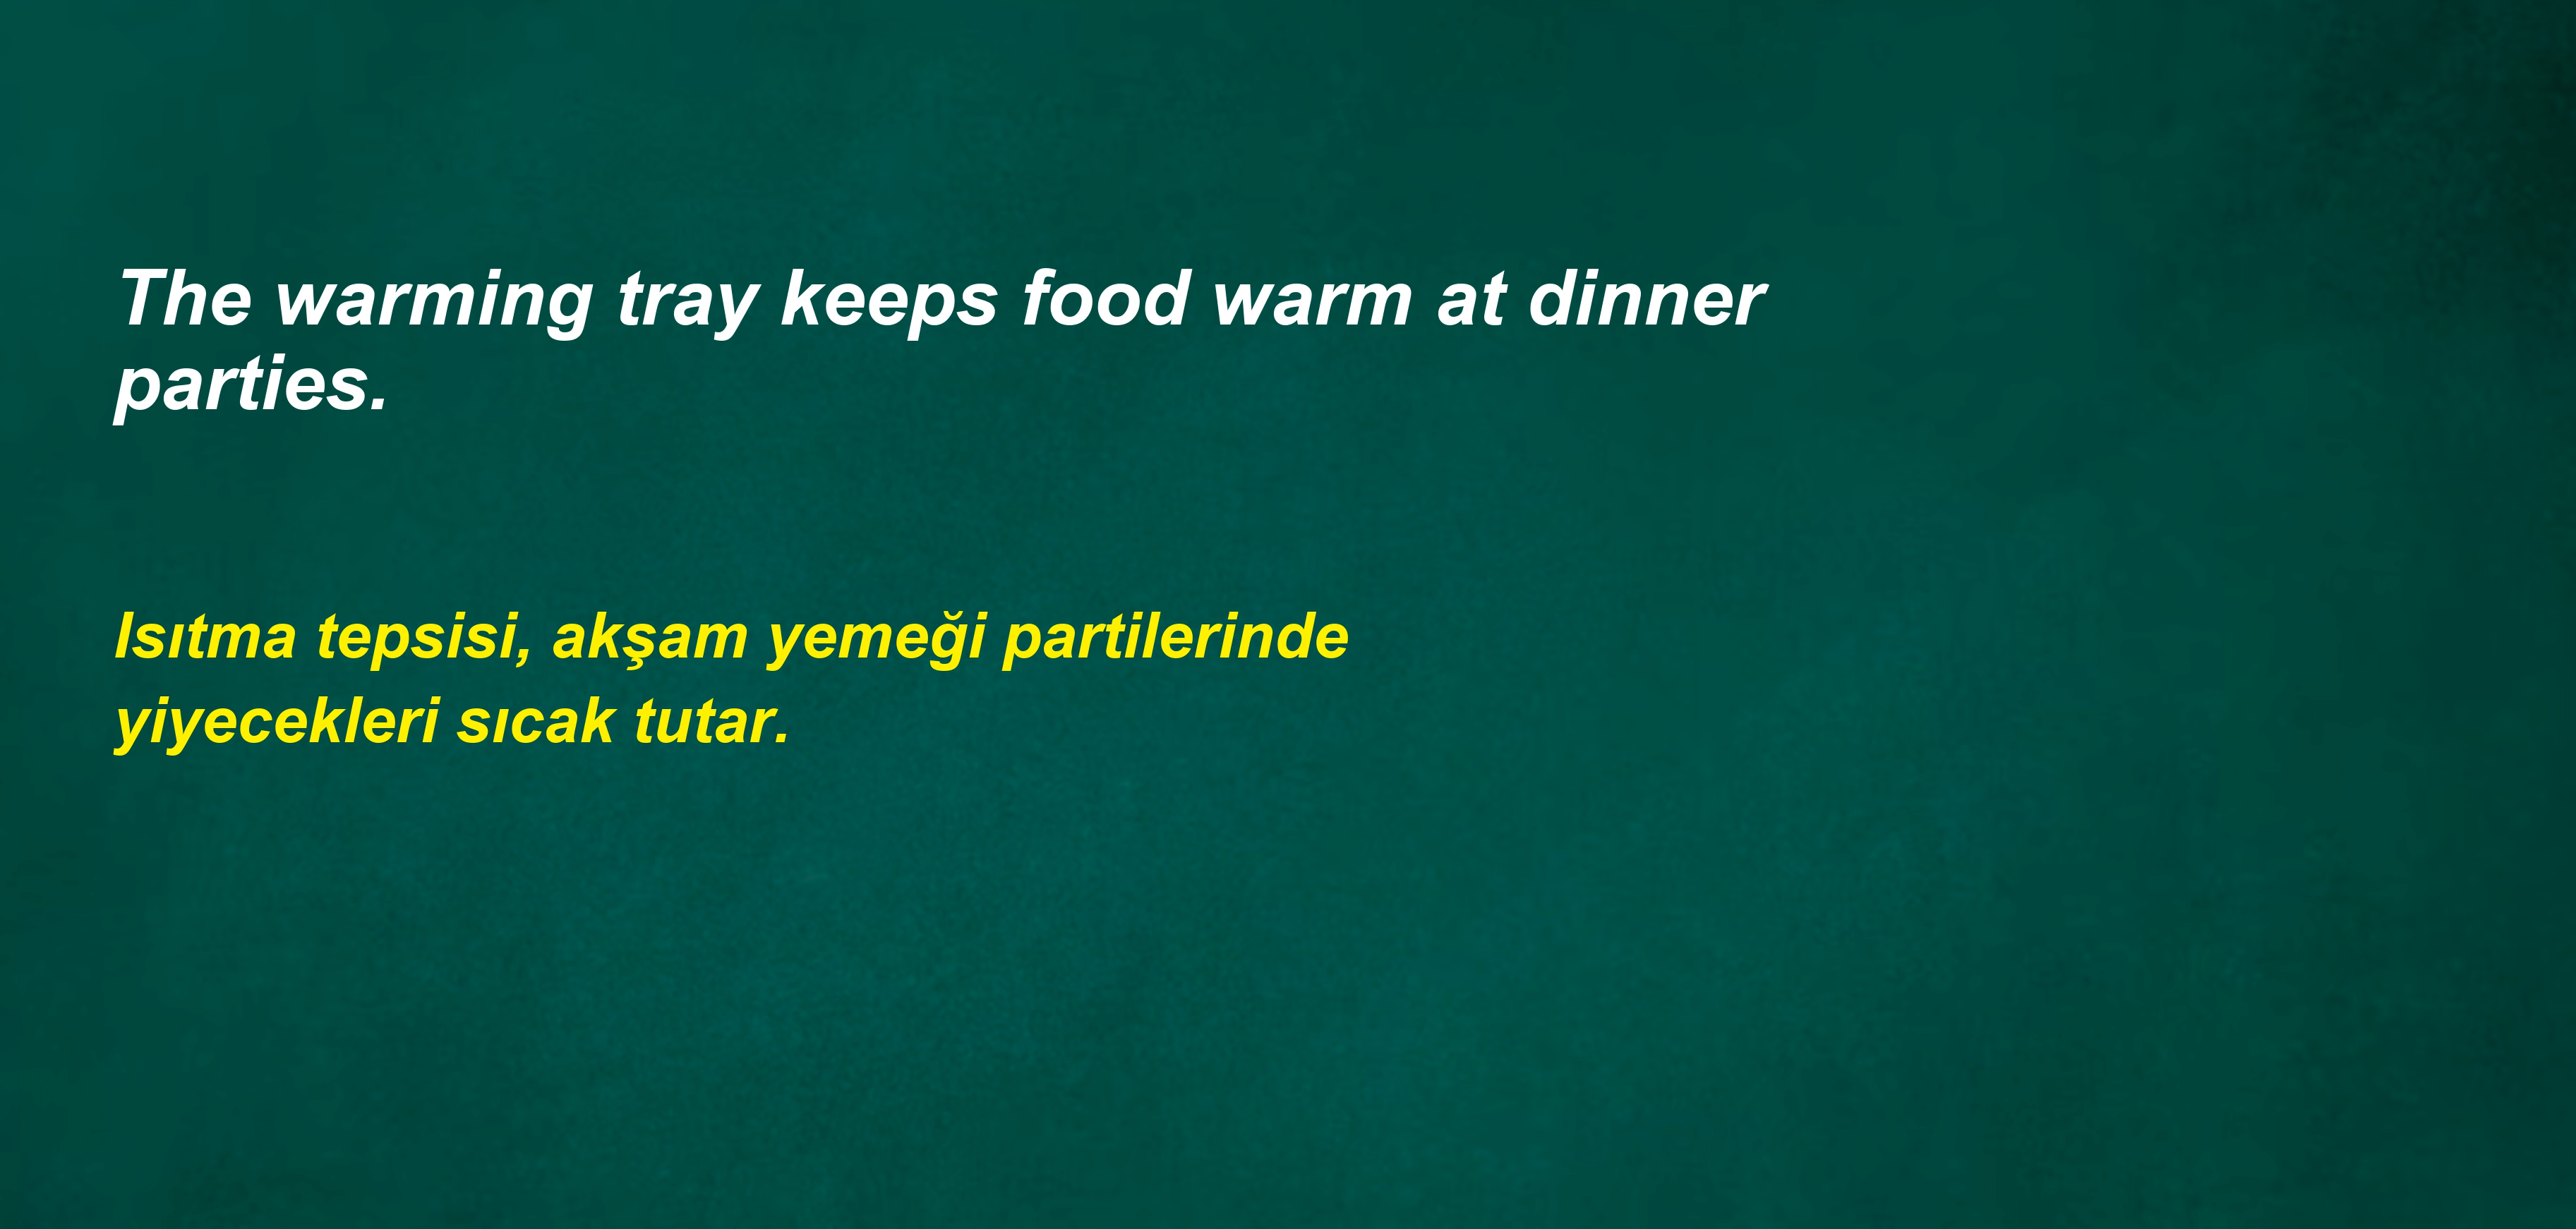 The warming tray keeps food warm at dinner
parties.
Isıtma tepsisi, akşam yemeği partilerinde
yiyecekleri sıcak tutar.